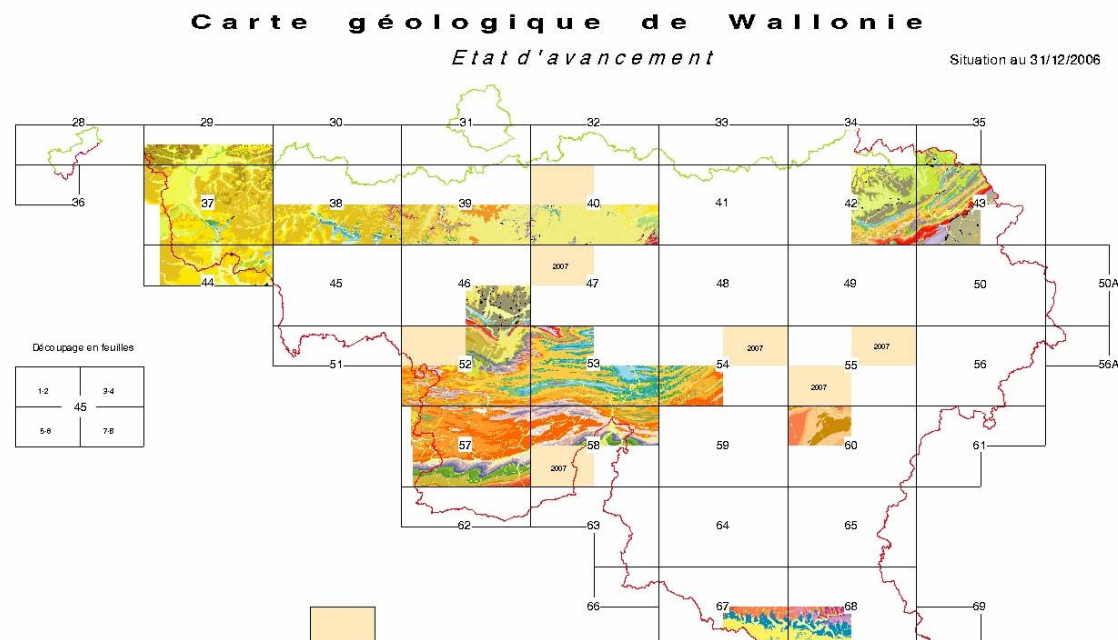 Carte géologique de Wallonie
Etat d'avancement
Situation au 31/12/2006
28 29 30 31 32 33 34 35
36 37 38 39 40 41 42 43
44 45 46 47 48 49 50 50A
2007
Découpage en feuilles
51 52 53 54 55 56 56A
2007 2007
2007
1-2 3-4
45
5-6 7-8
57 58 59 60 61
2007
62 63 64 65
66 67 68 69